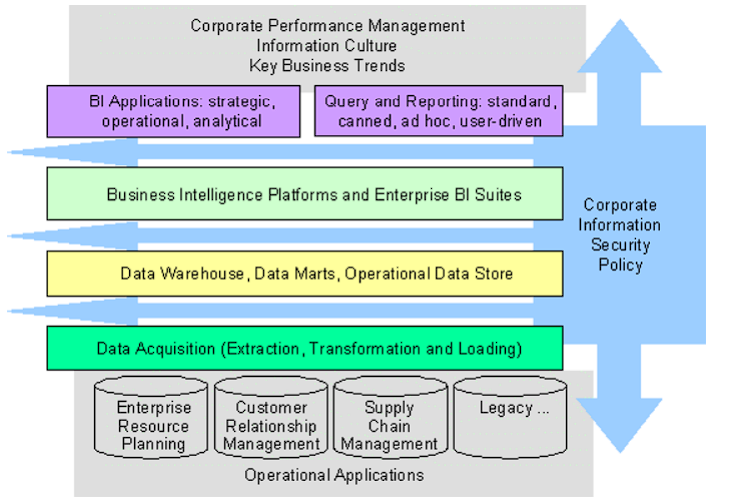 Corporate Performance Management
Information Culture
Key Business Trends
BI Applications: strategic,
operational, analytical
Query and Reporting: standard,
canned, ad hoc, user-driven
Business Intelligence Platforms and Enterprise BI Suites
Corporate
Information
Security
Policy
Data Warehouse, Data Marts, Operational Data Store
Data Acquisition (Extraction, Transformation and Loading)
Enterprise
Resource
Planning
Customer
Relationship
Management
Supply
Chain
Management
Legacy ...
Operational Applications